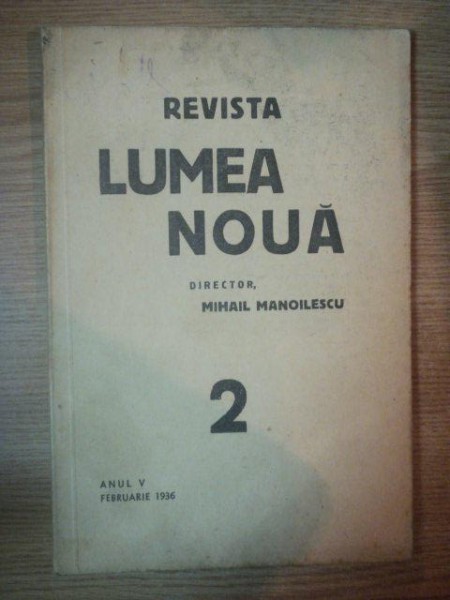 REVISTA
LUMEA
NOUĂ
DIRECTOR,
MIHAIL MANOILESCU
2
ANUL V
FEBRUARIE 1936